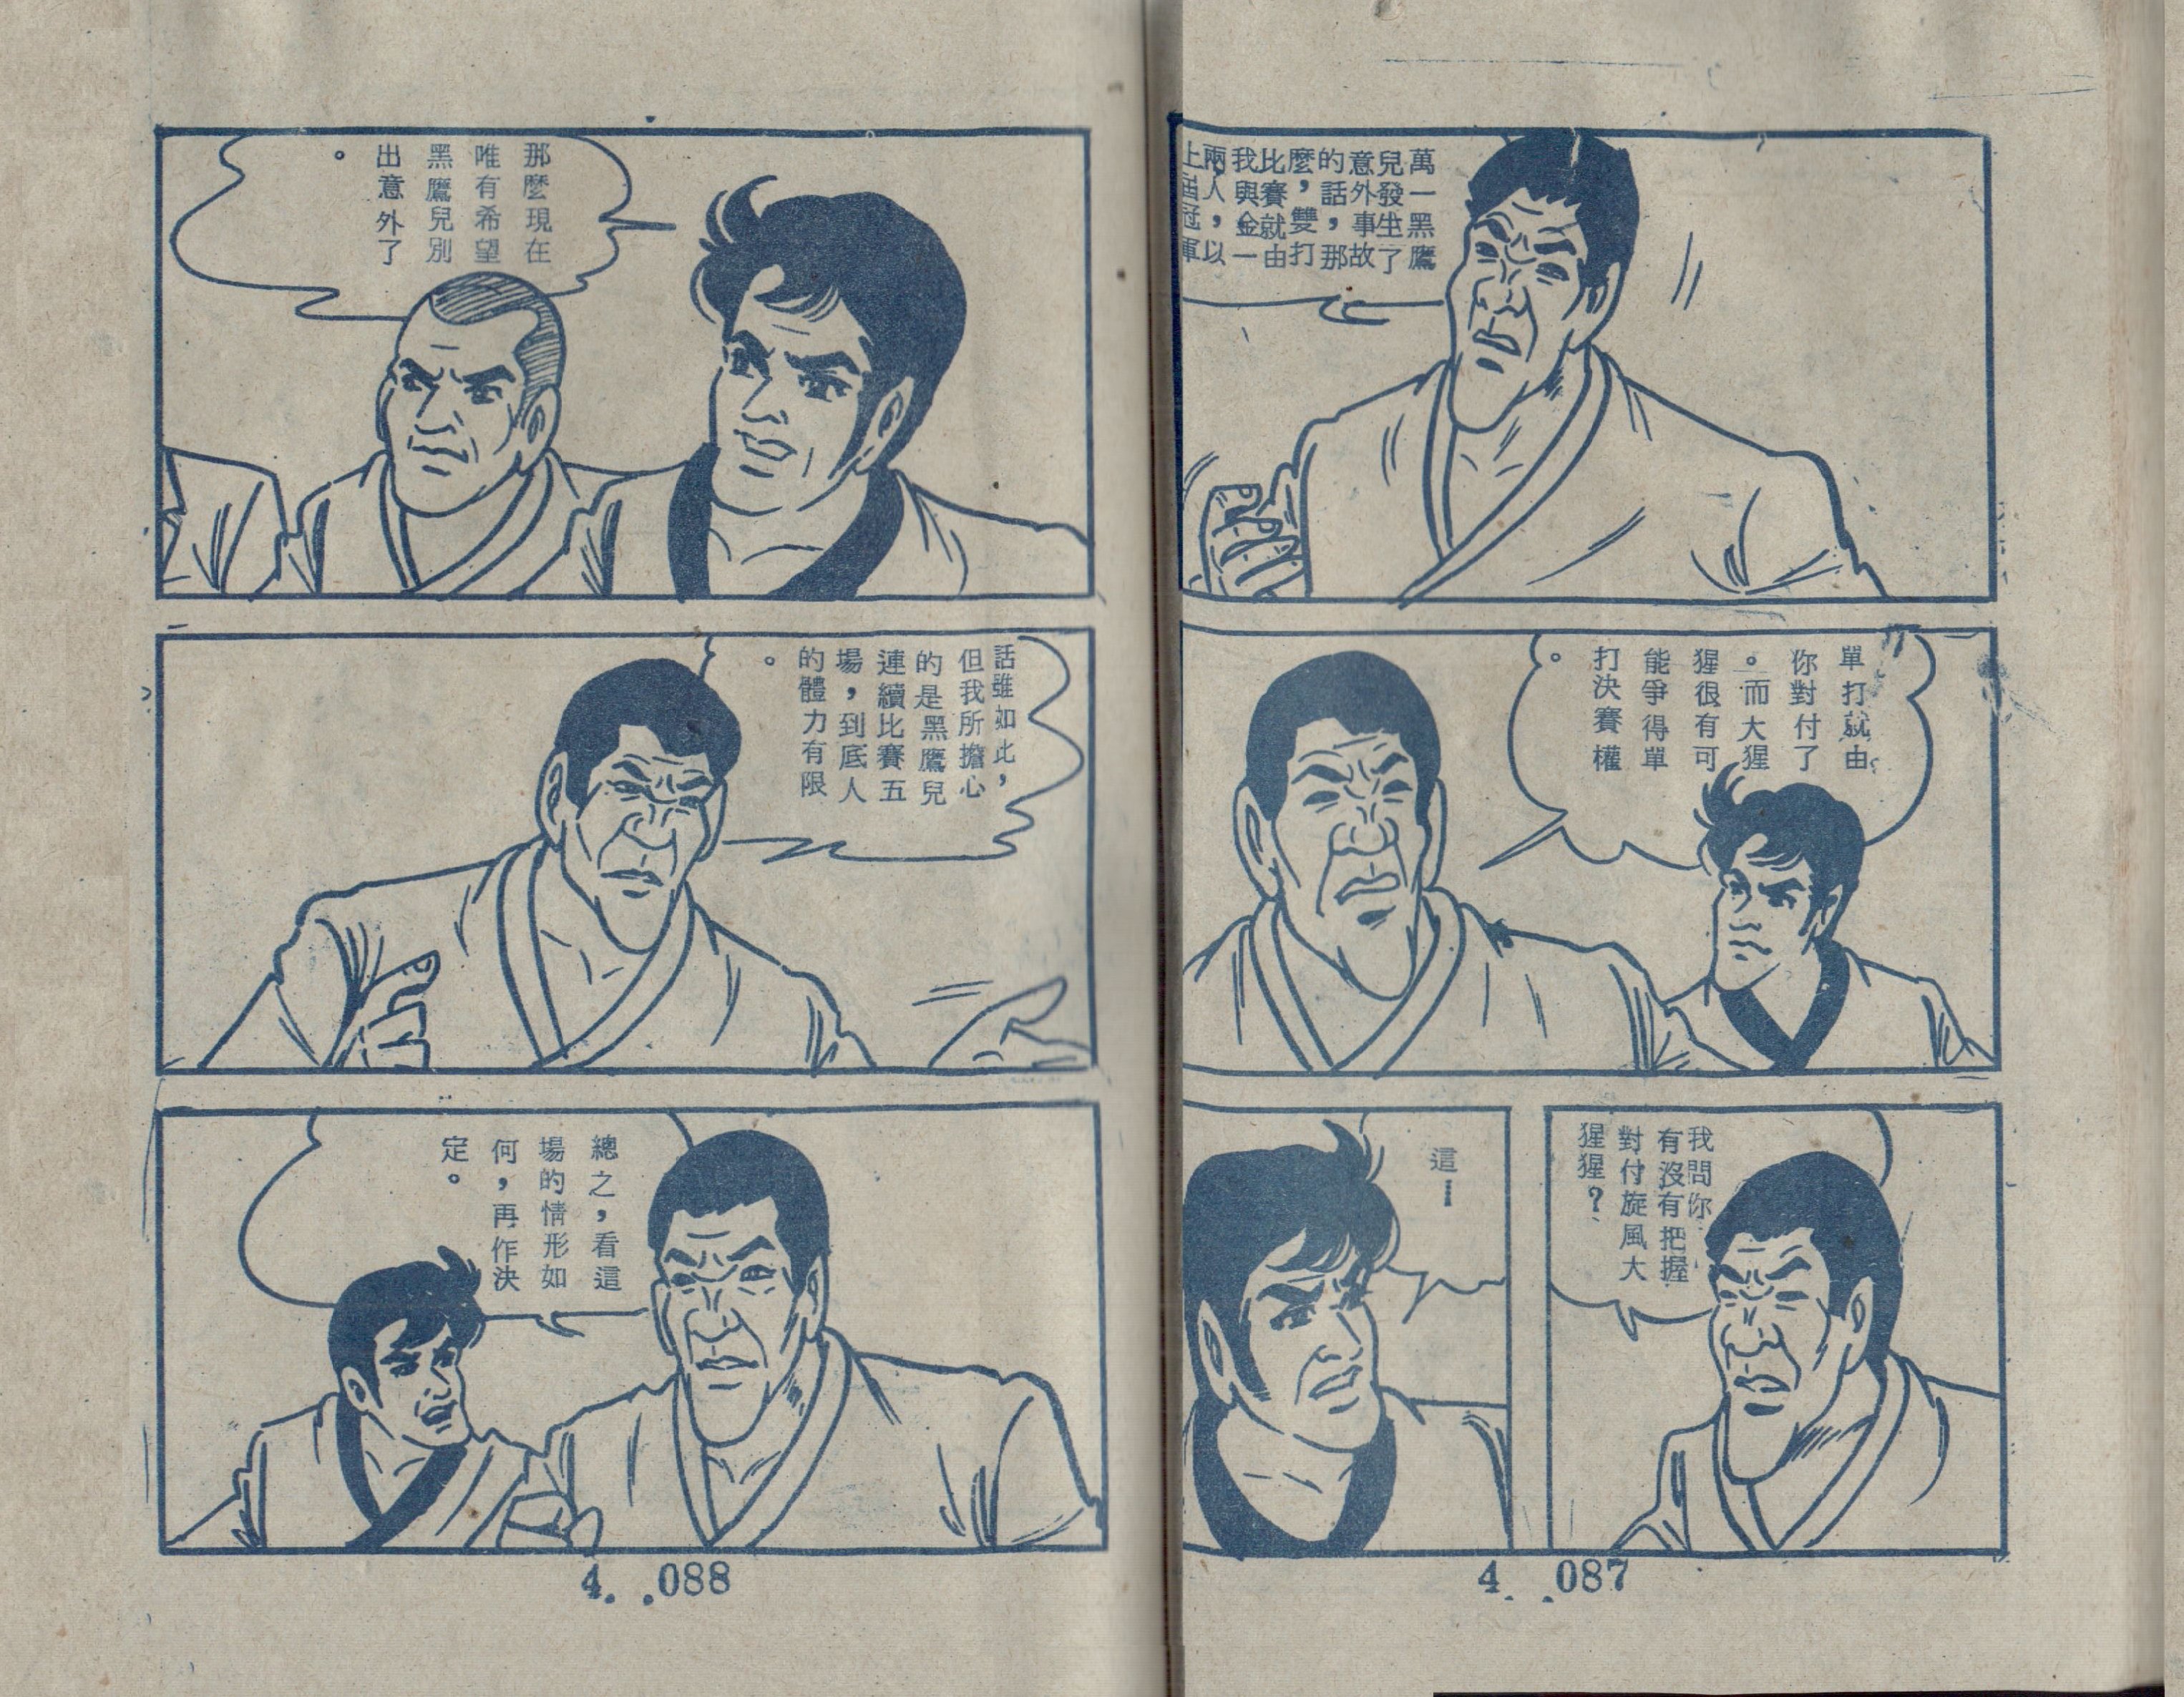 萬一黑鷹
兒發生了
意外事故
的話，那
麼，雙打
比賽就由
我與金一
兩人，以
上屆冠軍
單打就由
你對付了
。而大猩
猩很有可
能爭得單
打決賽權
。
我問你
有沒有把握
對付旋風大
猩猩？
這－
4. .087
那麼現在
唯有希望
黑鷹兒別
出意外了
。
話雖如此，
但我所擔心
的是黑鷹兒
連續比賽五
場，到底人
的體力有限
。
總之，看這
場的情形如
何，再作決
定。
4. .088